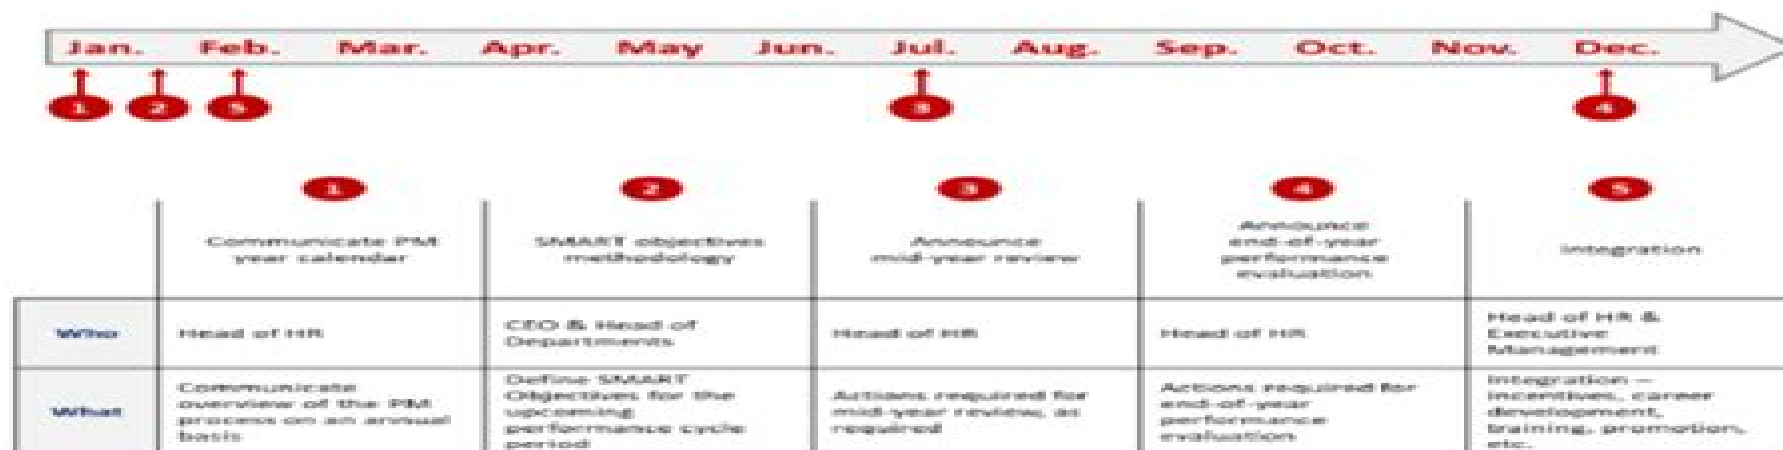 Jan. Feb. Mar. Apr. May Jun. Jul. Aug. Sep. Oct. Nov. Dec.
1 2 5 3 4
1 2 3 4 5
Communicate PM
year calendar
SMART objectives
methodology
Announce
mid-year review
Announce
end-of-year
performance
evaluation
Integration
Who
Head of HR
CEO & Head of
Departments
Head of HR
Head of HR
Head of HR &
Executive
Management
What
Communicate
overview of the PM
process on an annual
basis
Define SMART
Objectives for the
upcoming
performance cycle
period
Actions required for
mid-year review, as
required
Actions required for
end-of-year
performance
evaluation
Integration –
incentives, career
development,
training, promotion,
etc.